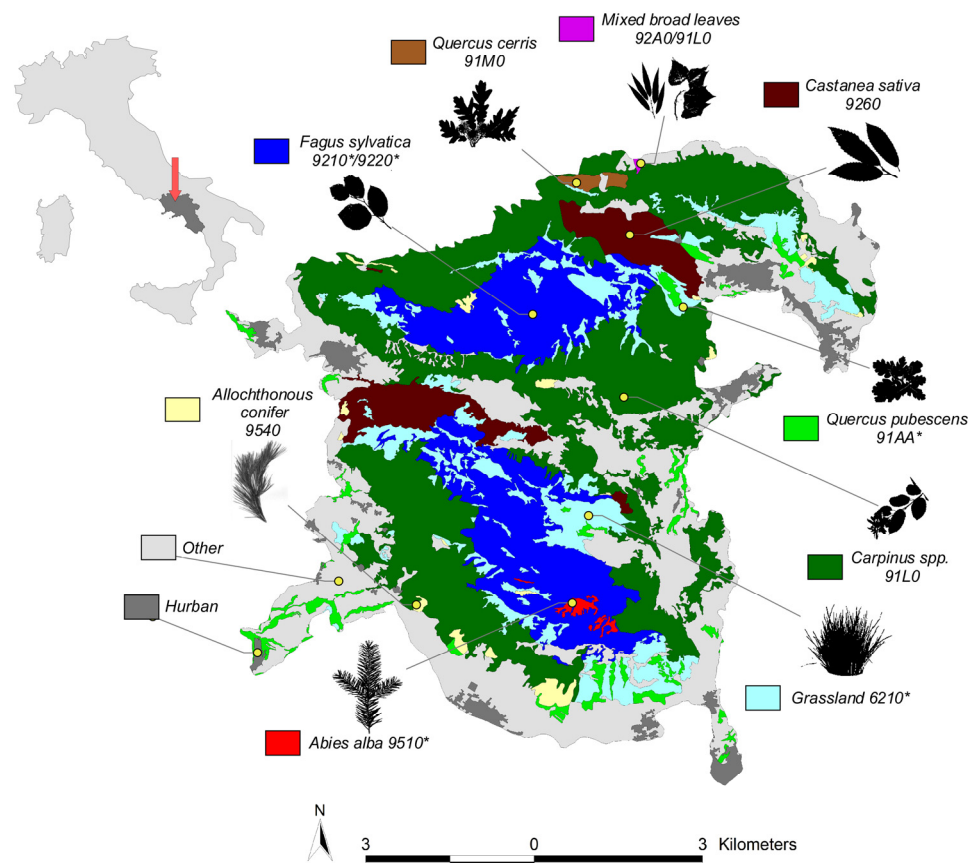 Mixed broad leaves
92A0/91L0
Quercus cerris
91M0
Castanea sativa
9260
Fagus sylvatica
9210*/9220*
Allochthonous
conifer
9540
Quercus pubescens
91AA*
Other
Carpinus spp.
91L0
Hurban
Grassland 6210*
Abies alba 9510*
N
3
0
3
Kilometers